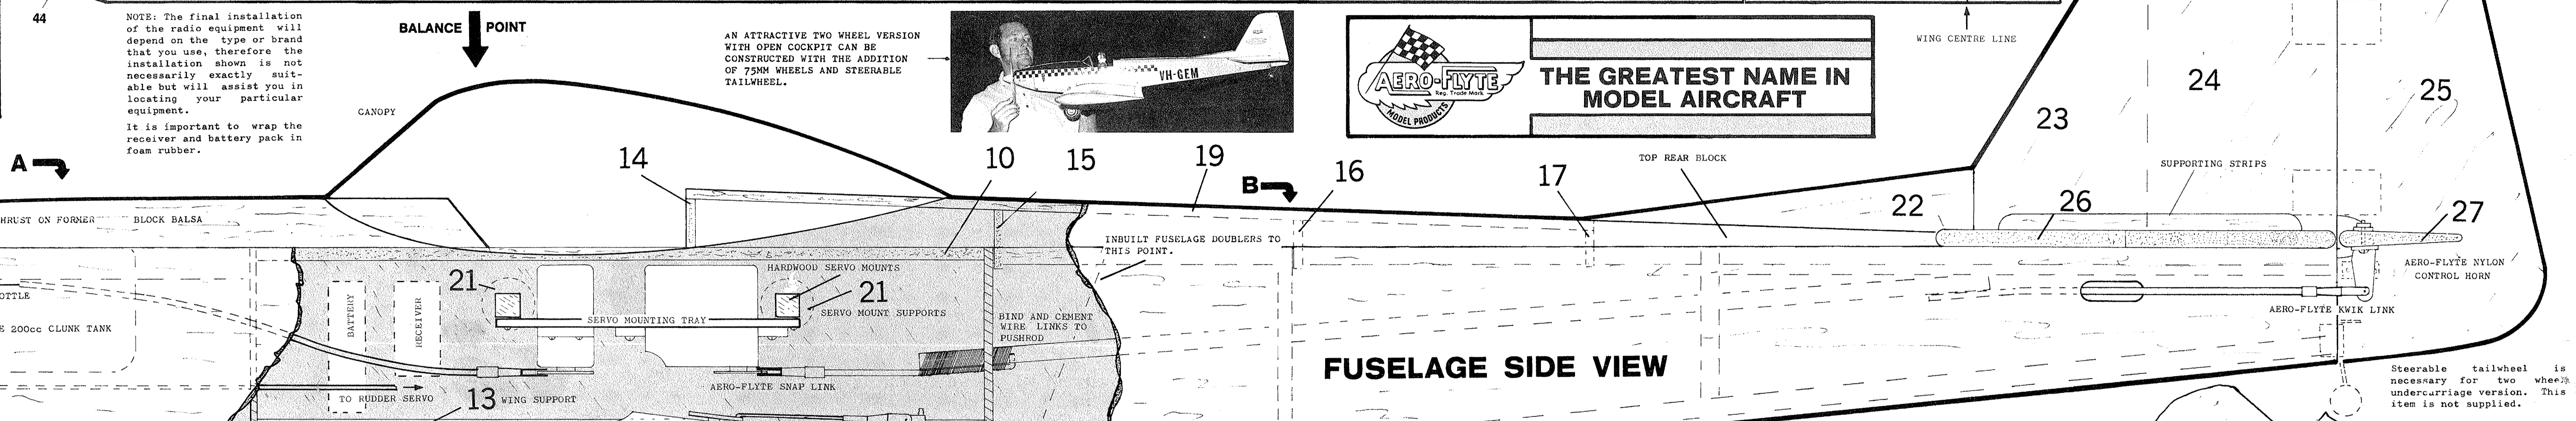 44
NOTE: The final installation
of the radio equipment will
depend on the type or brand
that you use, therefore the
installation shown is not
necessarily exactly suit-
able but will assist you in
locating your particular
equipment.
It is important to wrap the
receiver and battery pack in
foam rubber.
BALANCE POINT
AN ATTRACTIVE TWO WHEEL VERSION
WITH OPEN COCKPIT CAN BE
CONSTRUCTED WITH THE ADDITION
OF 75MM WHEELS AND STEERABLE
TAILWHEEL.
VH-GEM
AERO-FLYTE
Reg. Trade Mark
MODEL PRODUCTS
THE GREATEST NAME IN
MODEL AIRCRAFT
WING CENTRE LINE
24
25
23
CANOPY
A
14
10
15
19
B
16
17
TOP REAR BLOCK
SUPPORTING STRIPS
22
26
27
HRUST ON FORMER
BLOCK BALSA
INBUILT FUSELAGE DOUBLERS TO
THIS POINT.
AERO-FLYTE NYLON
CONTROL HORN
21
HARDWOOD SERVO MOUNTS
21
SERVO MOUNT SUPPORTS
OTTLE
BATTERY
RECEIVER
SERVO MOUNTING TRAY
BIND AND CEMENT
WIRE LINKS TO
PUSHROD
AERO-FLYTE KWIK LINK
E 200cc CLUNK TANK
FUSELAGE SIDE VIEW
AERO-FLYTE SNAP LINK
TO RUDDER SERVO
13 WING SUPPORT
Steerable tailwheel is
necessary for two wheel
undercarriage version. This
item is not supplied.